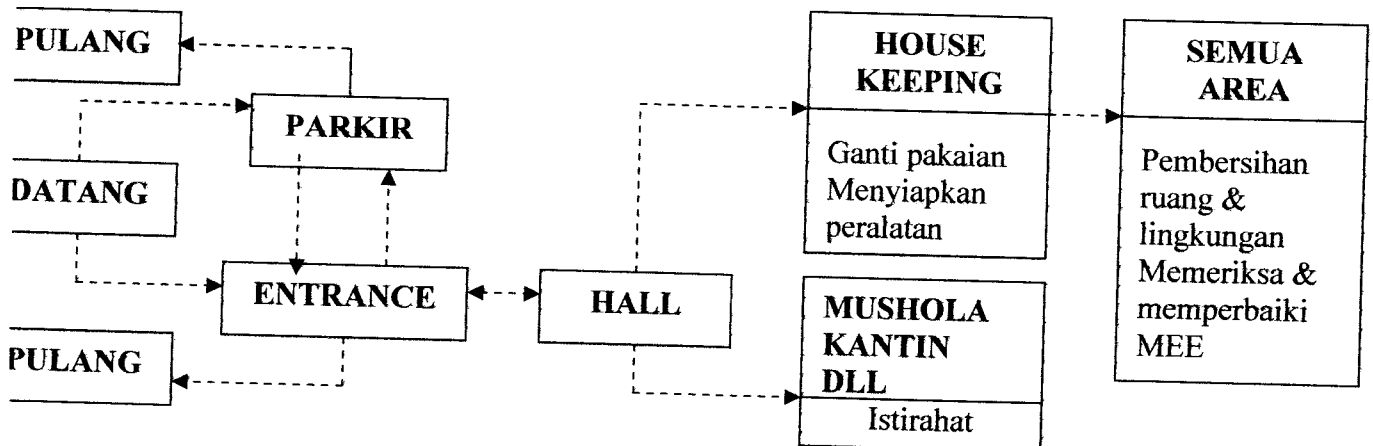 PULANG
PARKIR
DATANG
ENTRANCE
PULANG
HALL
HOUSE
KEEPING
Ganti pakaian
Menyiapkan
peralatan
MUSHOLA
KANTIN
DLL
Istirahat
SEMUA
AREA
Pembersihan
ruang &
lingkungan
Memeriksa &
memperbaiki
MEE